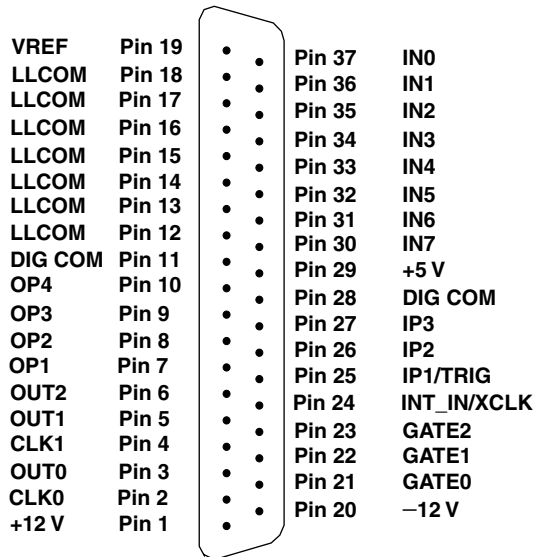 VREF Pin 19
LLCOM Pin 18
LLCOM Pin 17
LLCOM Pin 16
LLCOM Pin 15
LLCOM Pin 14
LLCOM Pin 13
LLCOM Pin 12
DIG COM Pin 11
OP4 Pin 10
OP3 Pin 9
OP2 Pin 8
OP1 Pin 7
OUT2 Pin 6
OUT1 Pin 5
CLK1 Pin 4
OUT0 Pin 3
CLK0 Pin 2
+12 V Pin 1
Pin 37 IN0
Pin 36 IN1
Pin 35 IN2
Pin 34 IN3
Pin 33 IN4
Pin 32 IN5
Pin 31 IN6
Pin 30 IN7
Pin 29 +5 V
Pin 28 DIG COM
Pin 27 IP3
Pin 26 IP2
Pin 25 IP1/TRIG
Pin 24 INT_IN/XCLK
Pin 23 GATE2
Pin 22 GATE1
Pin 21 GATE0
Pin 20 −12 V